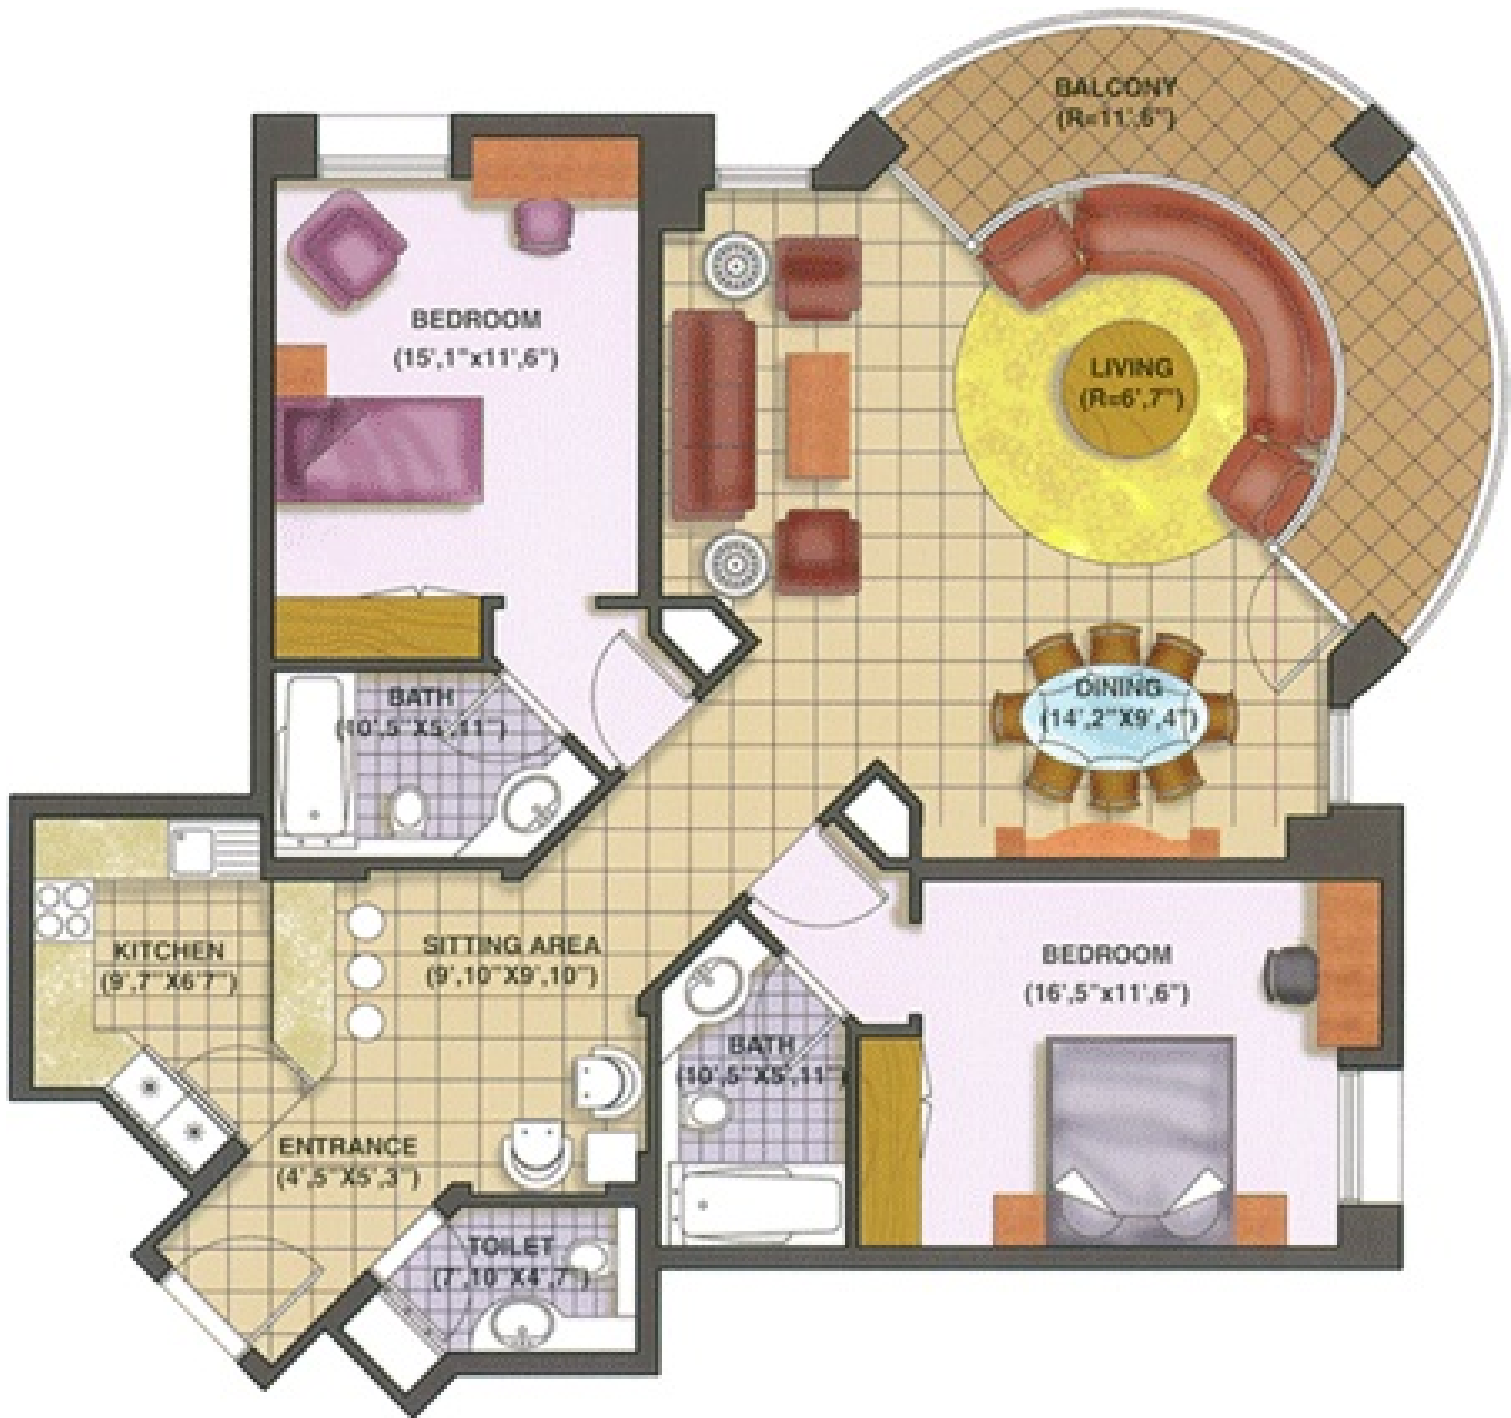 BALCONY
(R=11',6")
BEDROOM
(15',1"x11',6")
LIVING
(R=6',7")
BATH
(10',5"X5',11")
DINING
(14',2"X9',4")
KITCHEN
(9',7"X6'7")
SITTING AREA
(9',10"X9',10")
BEDROOM
(16',5"x11',6")
BATH
(10',5"X5',11")
ENTRANCE
(4',5"X5',3")
TOILET
(7',10"X4',7")